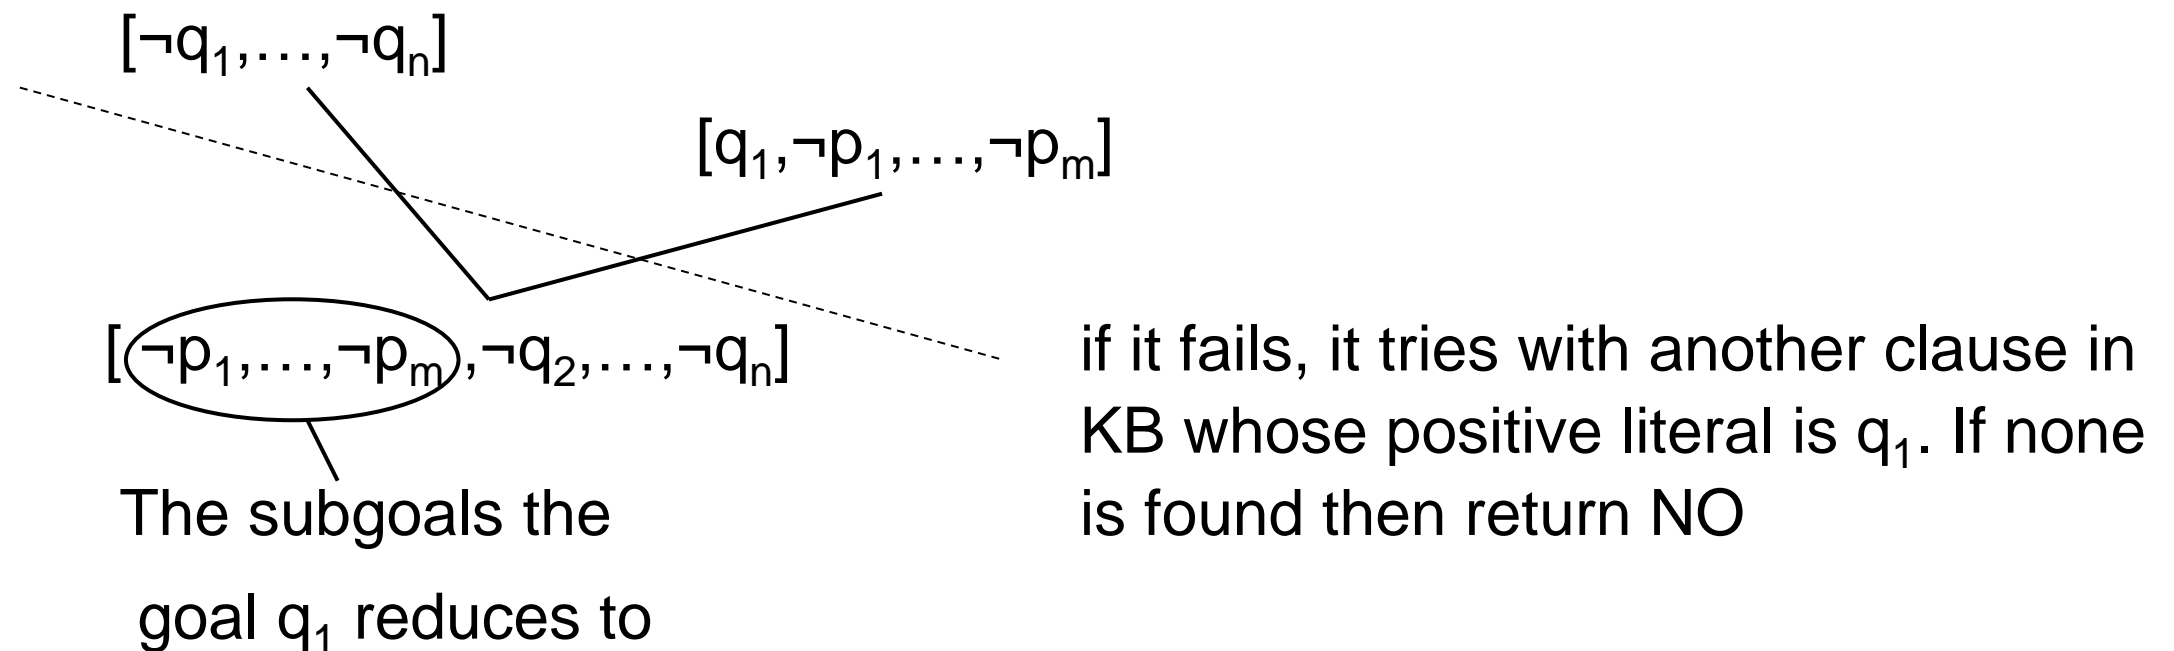 [¬q₁,…,¬qₙ]
[q₁,¬p₁,…,¬pₘ]
[¬p₁,…,¬pₘ,¬q₂,…,¬qₙ]
The subgoals the
goal q₁ reduces to
if it fails, it tries with another clause in
KB whose positive literal is q₁. If none
is found then return NO